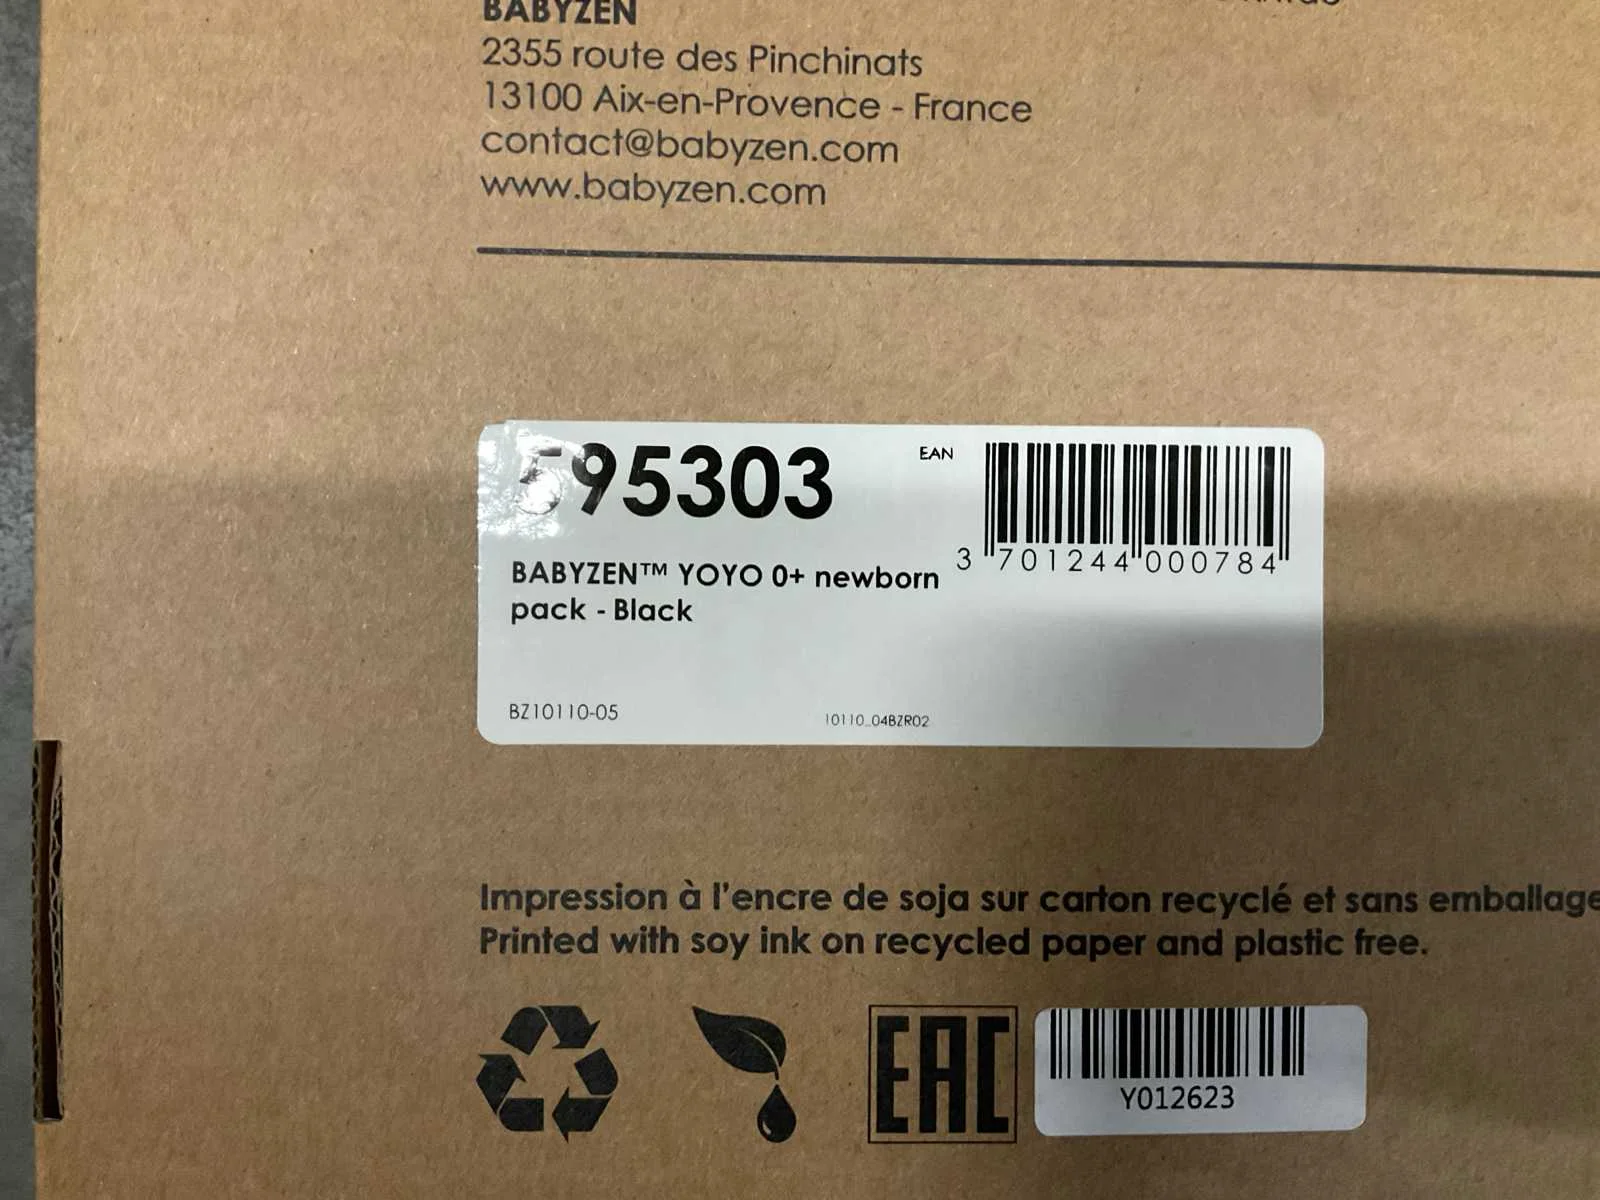 BABYZEN
2355 route des Pinchinats
13100 Aix-en-Provence - France
contact@babyzen.com
www.babyzen.com
595303
EAN
3 701244 000784
BABYZEN™ YOYO 0+ newborn
pack - Black
BZ10110-05
10110_04BZR02
Impression à l'encre de soja sur carton recyclé et sans emballage
Printed with soy ink on recycled paper and plastic free.
EAC
Y012623